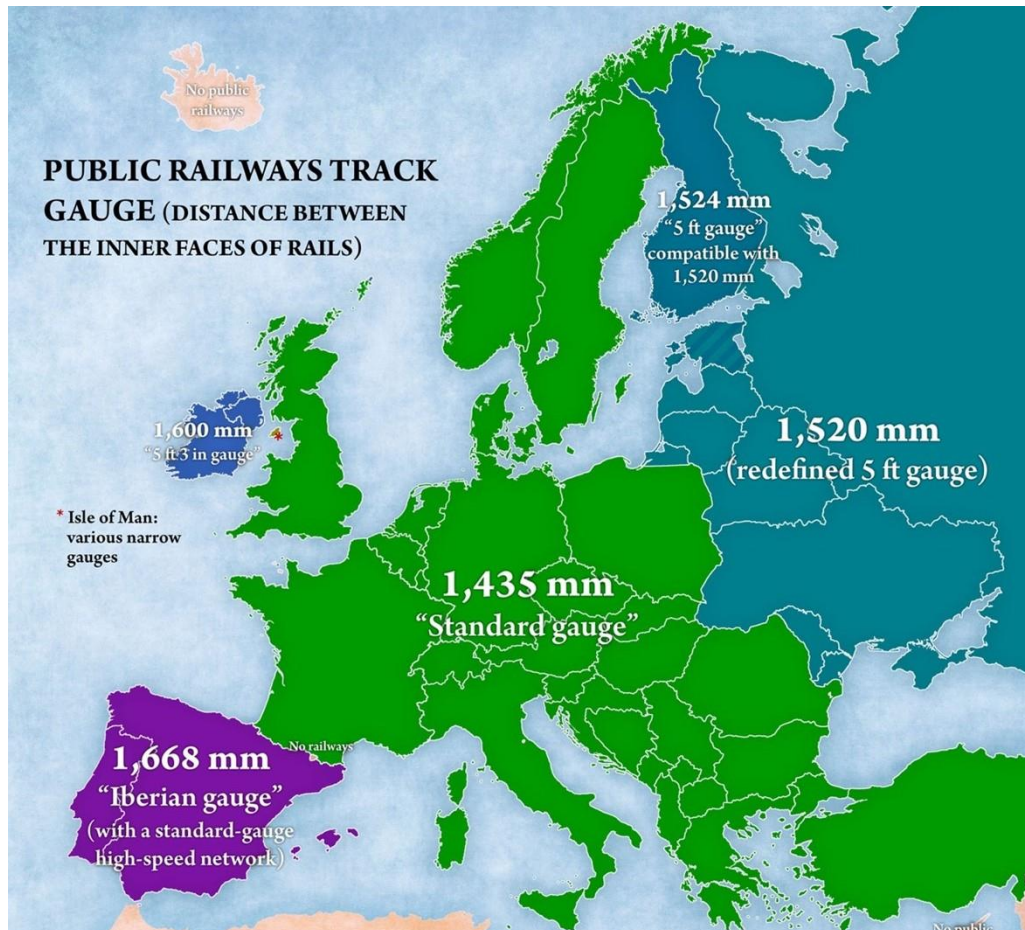 No public
railways
PUBLIC RAILWAYS TRACK
GAUGE (DISTANCE BETWEEN
THE INNER FACES OF RAILS)
1,524 mm
"5 ft gauge"
compatible with
1,520 mm
1,600 mm
"5 ft 3 in gauge"
*
1,520 mm
(redefined 5 ft gauge)
* Isle of Man:
various narrow
gauges
1,435 mm
"Standard gauge"
No railways
1,668 mm
"Iberian gauge"
(with a standard-gauge
high-speed network)
No public